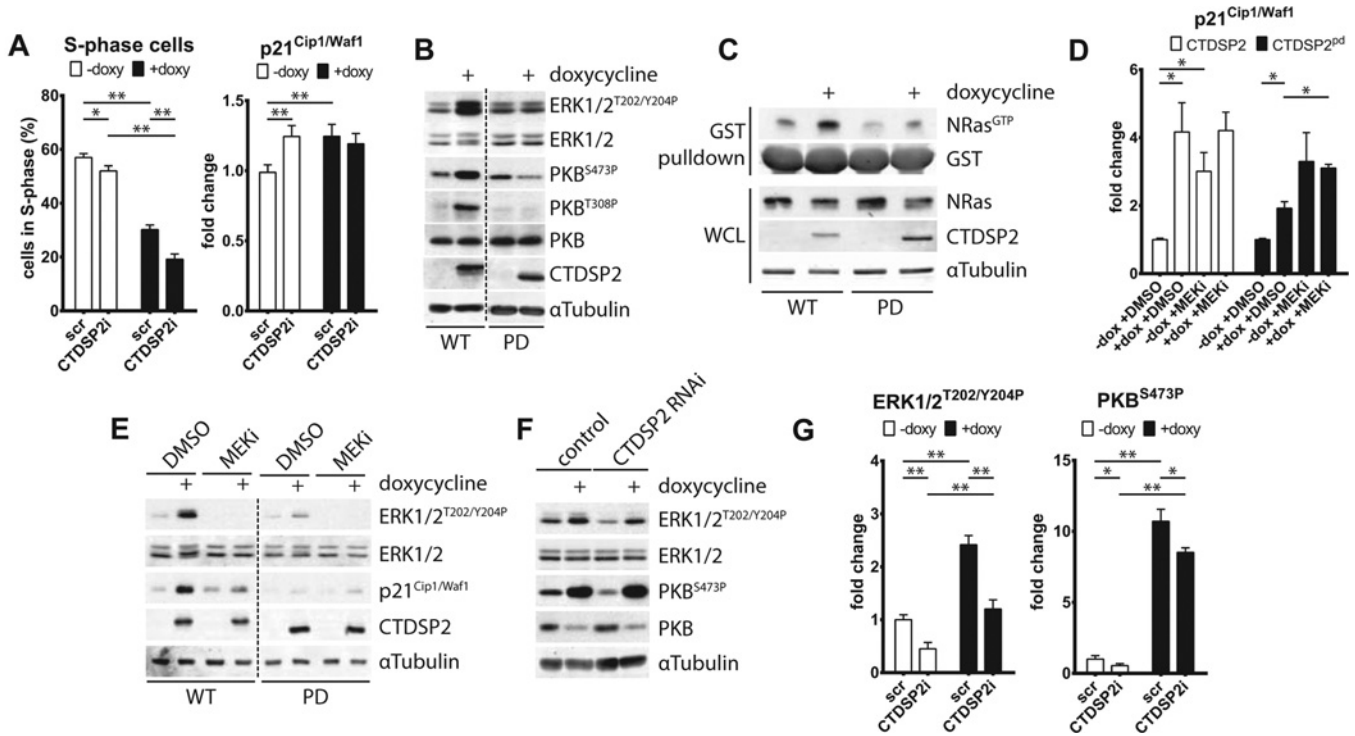 A
S-phase cells
-doxy +doxy
cells in S-phase (%)
80
60
40
20
0
** * ** **
scr
CTDSP2i
scr
CTDSP2i
p21Cip1/Waf1
-doxy +doxy
fold change
1.5
1.0
0.5
0.0
** **
scr
CTDSP2i
scr
CTDSP2i
B
+ + doxycycline
ERK1/2T202/Y204P
ERK1/2
PKBS473P
PKBT308P
PKB
CTDSP2
αTubulin
WT PD
C
+ + doxycycline
GST pulldown
NRasGTP
GST
WCL
NRas
CTDSP2
αTubulin
WT PD
D
p21Cip1/Waf1
CTDSP2 CTDSP2pd
fold change
6
4
2
0
* * * *
-dox +DMSO
+dox +DMSO
-dox +MEKi
+dox +MEKi
-dox +DMSO
+dox +DMSO
-dox +MEKi
+dox +MEKi
E
DMSO MEKi DMSO MEKi
+ + + + doxycycline
ERK1/2T202/Y204P
ERK1/2
p21Cip1/Waf1
CTDSP2
αTubulin
WT PD
F
control CTDSP2 RNAi
+ + doxycycline
ERK1/2T202/Y204P
ERK1/2
PKBS473P
PKB
αTubulin
G
ERK1/2T202/Y204P
-doxy +doxy
fold change
4
3
2
1
0
** ** ** **
scr
CTDSP2i
scr
CTDSP2i
PKBS473P
-doxy +doxy
fold change
15
10
5
0
** * * **
scr
CTDSP2i
scr
CTDSP2i